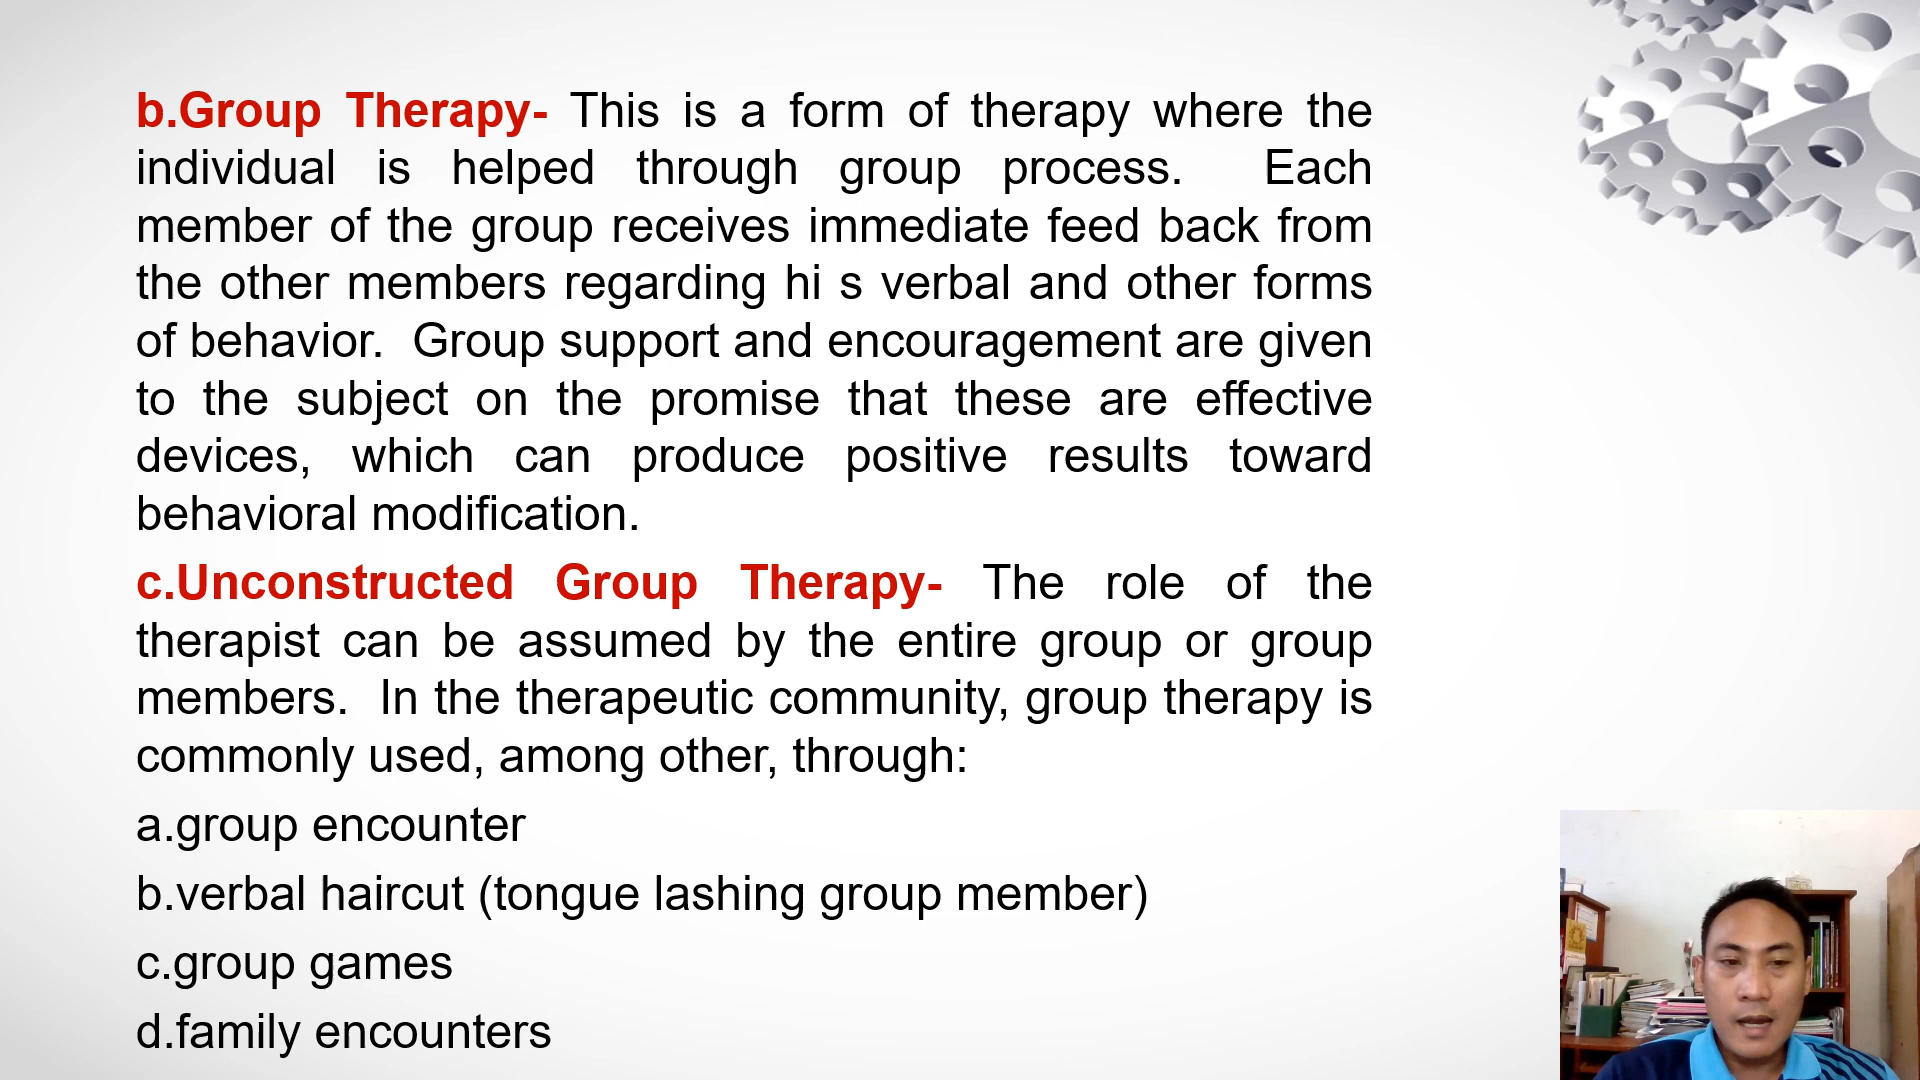 b.Group Therapy- This is a form of therapy where the
individual is helped through group process. Each
member of the group receives immediate feed back from
the other members regarding hi s verbal and other forms
of behavior. Group support and encouragement are given
to the subject on the promise that these are effective
devices, which can produce positive results toward
behavioral modification.
c.Unconstructed Group Therapy- The role of the
therapist can be assumed by the entire group or group
members. In the therapeutic community, group therapy is
commonly used, among other, through:
a.group encounter
b.verbal haircut (tongue lashing group member)
c.group games
d.family encounters